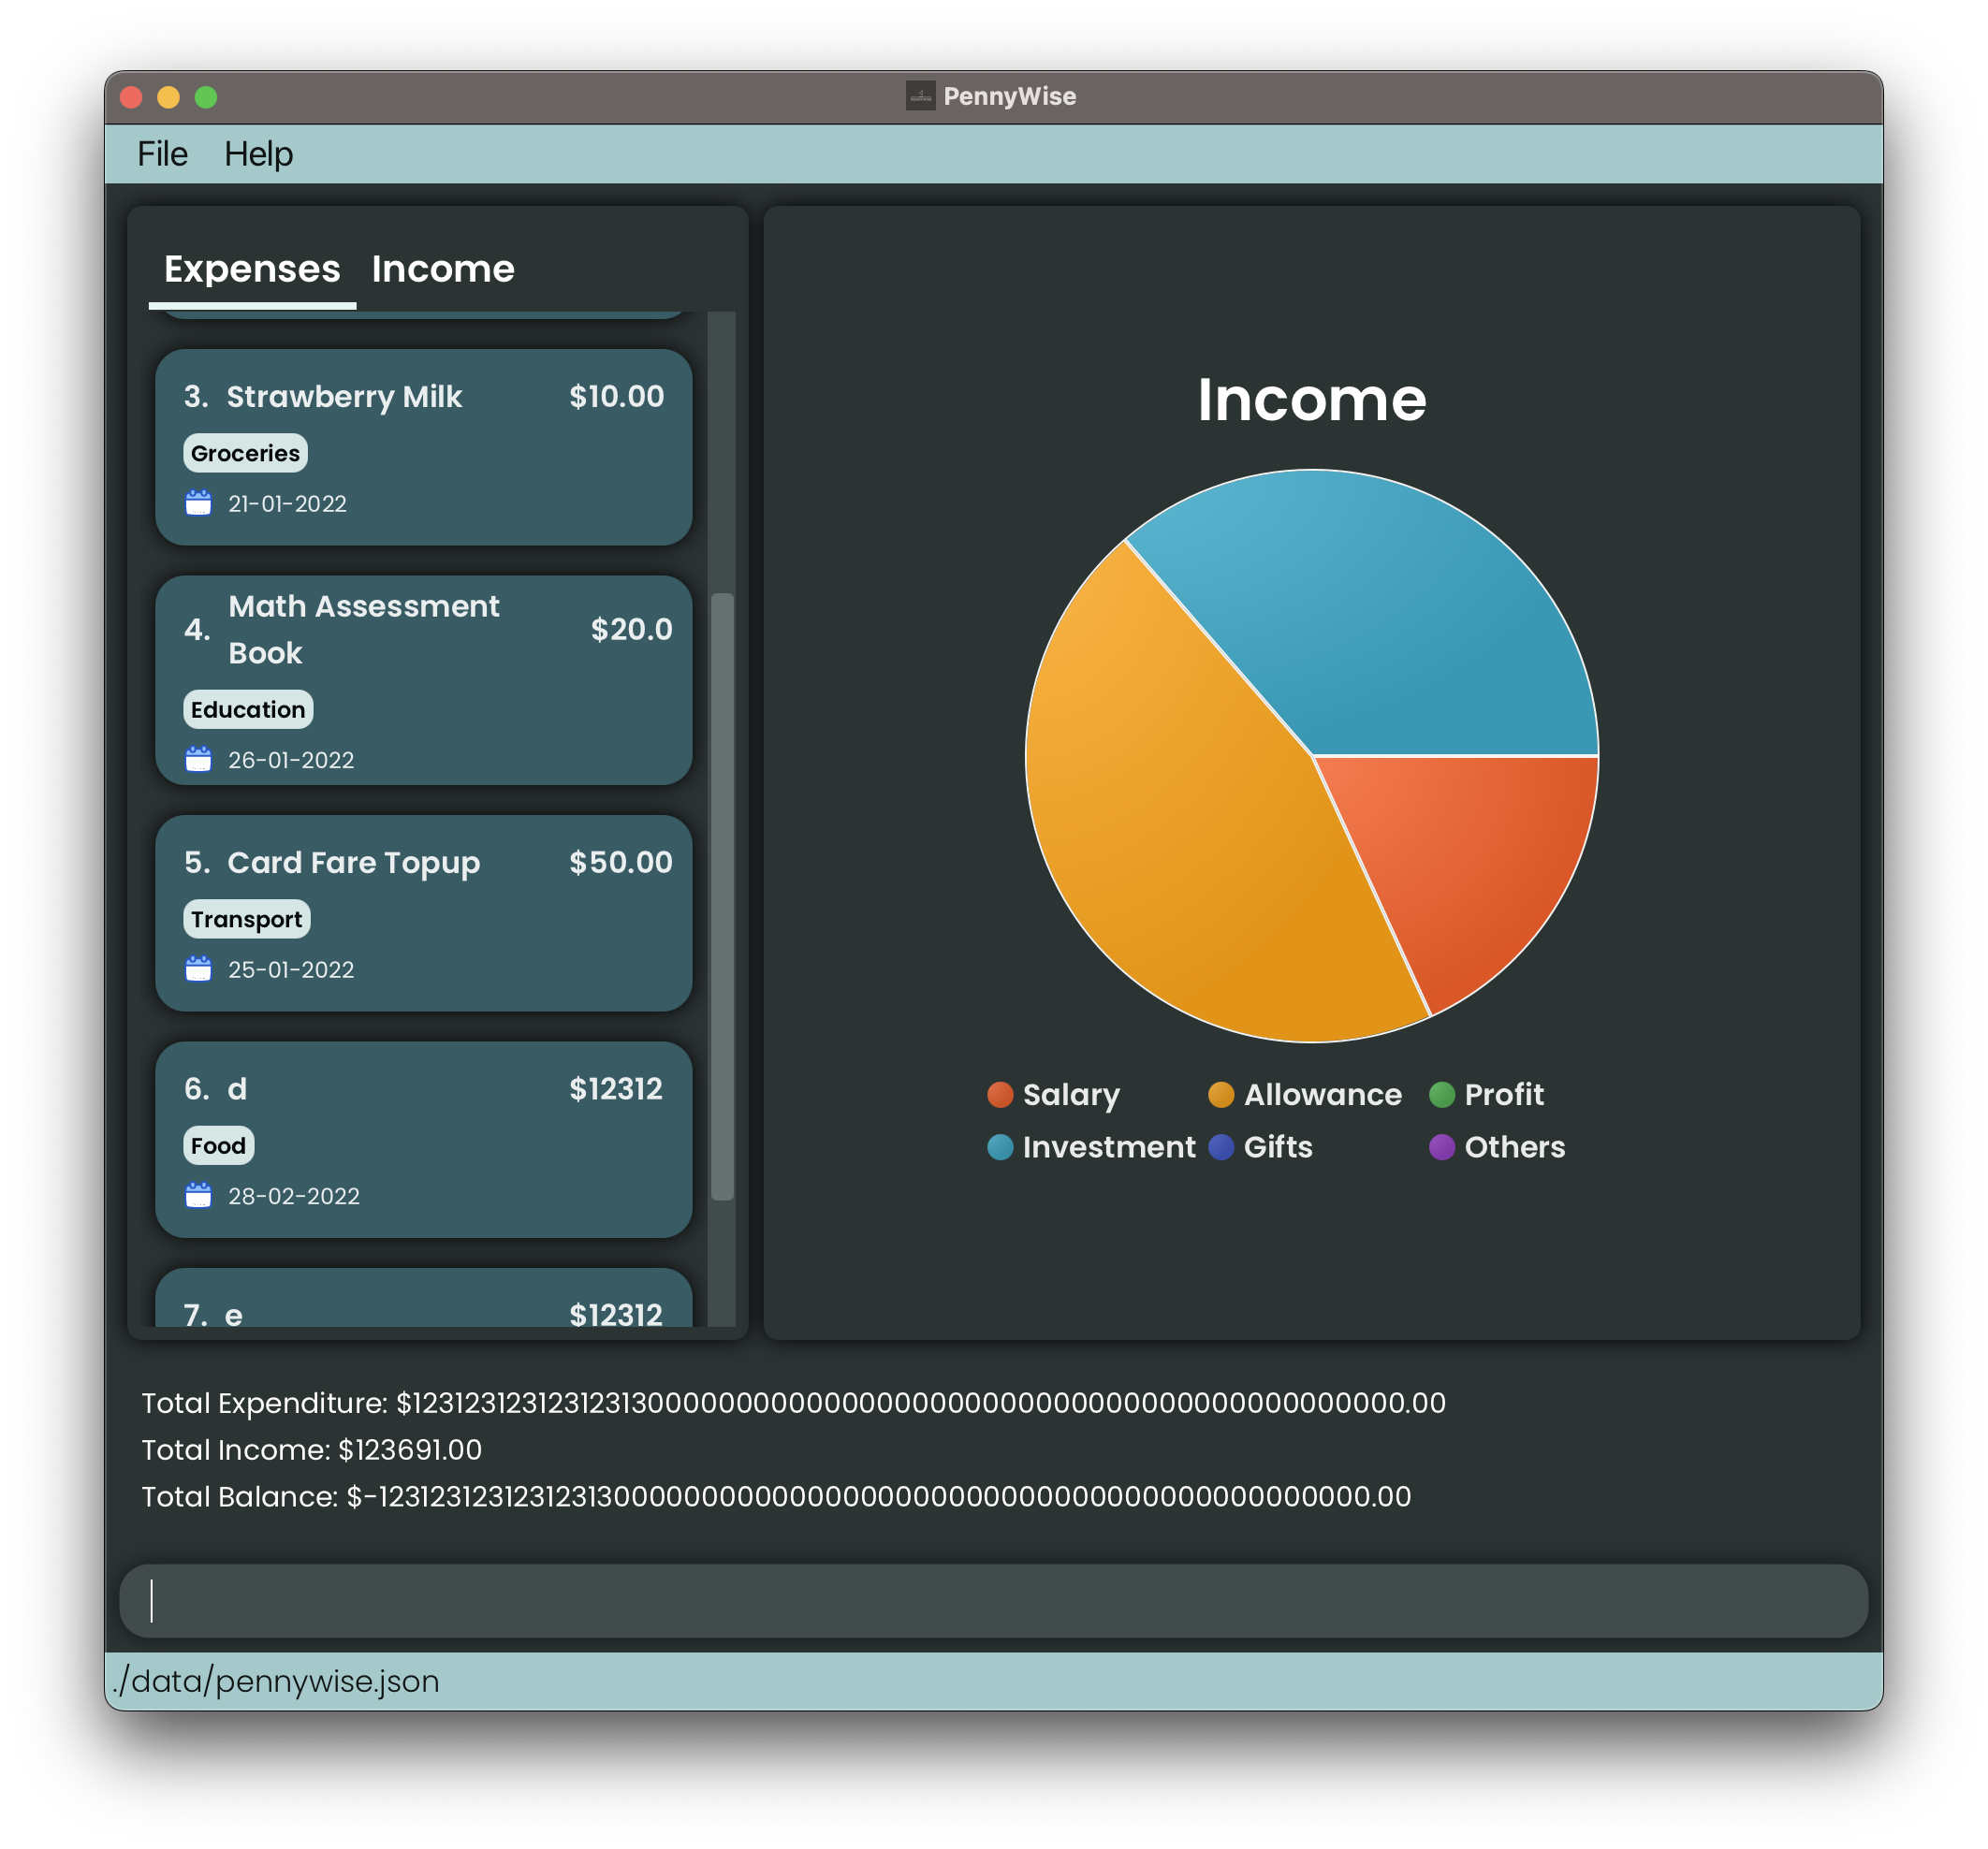 PennyWise
File Help
Expenses Income
3. Strawberry Milk $10.00
Groceries
21-01-2022
4. Math Assessment Book $20.0
Education
26-01-2022
5. Card Fare Topup $50.00
Transport
25-01-2022
6. d $12312
Food
28-02-2022
7. e $12312
Income
Salary Allowance Profit
Investment Gifts Others
Total Expenditure: $12312312312312313000000000000000000000000000000000000000.00
Total Income: $123691.00
Total Balance: $-12312312312312313000000000000000000000000000000000000000.00
./data/pennywise.json